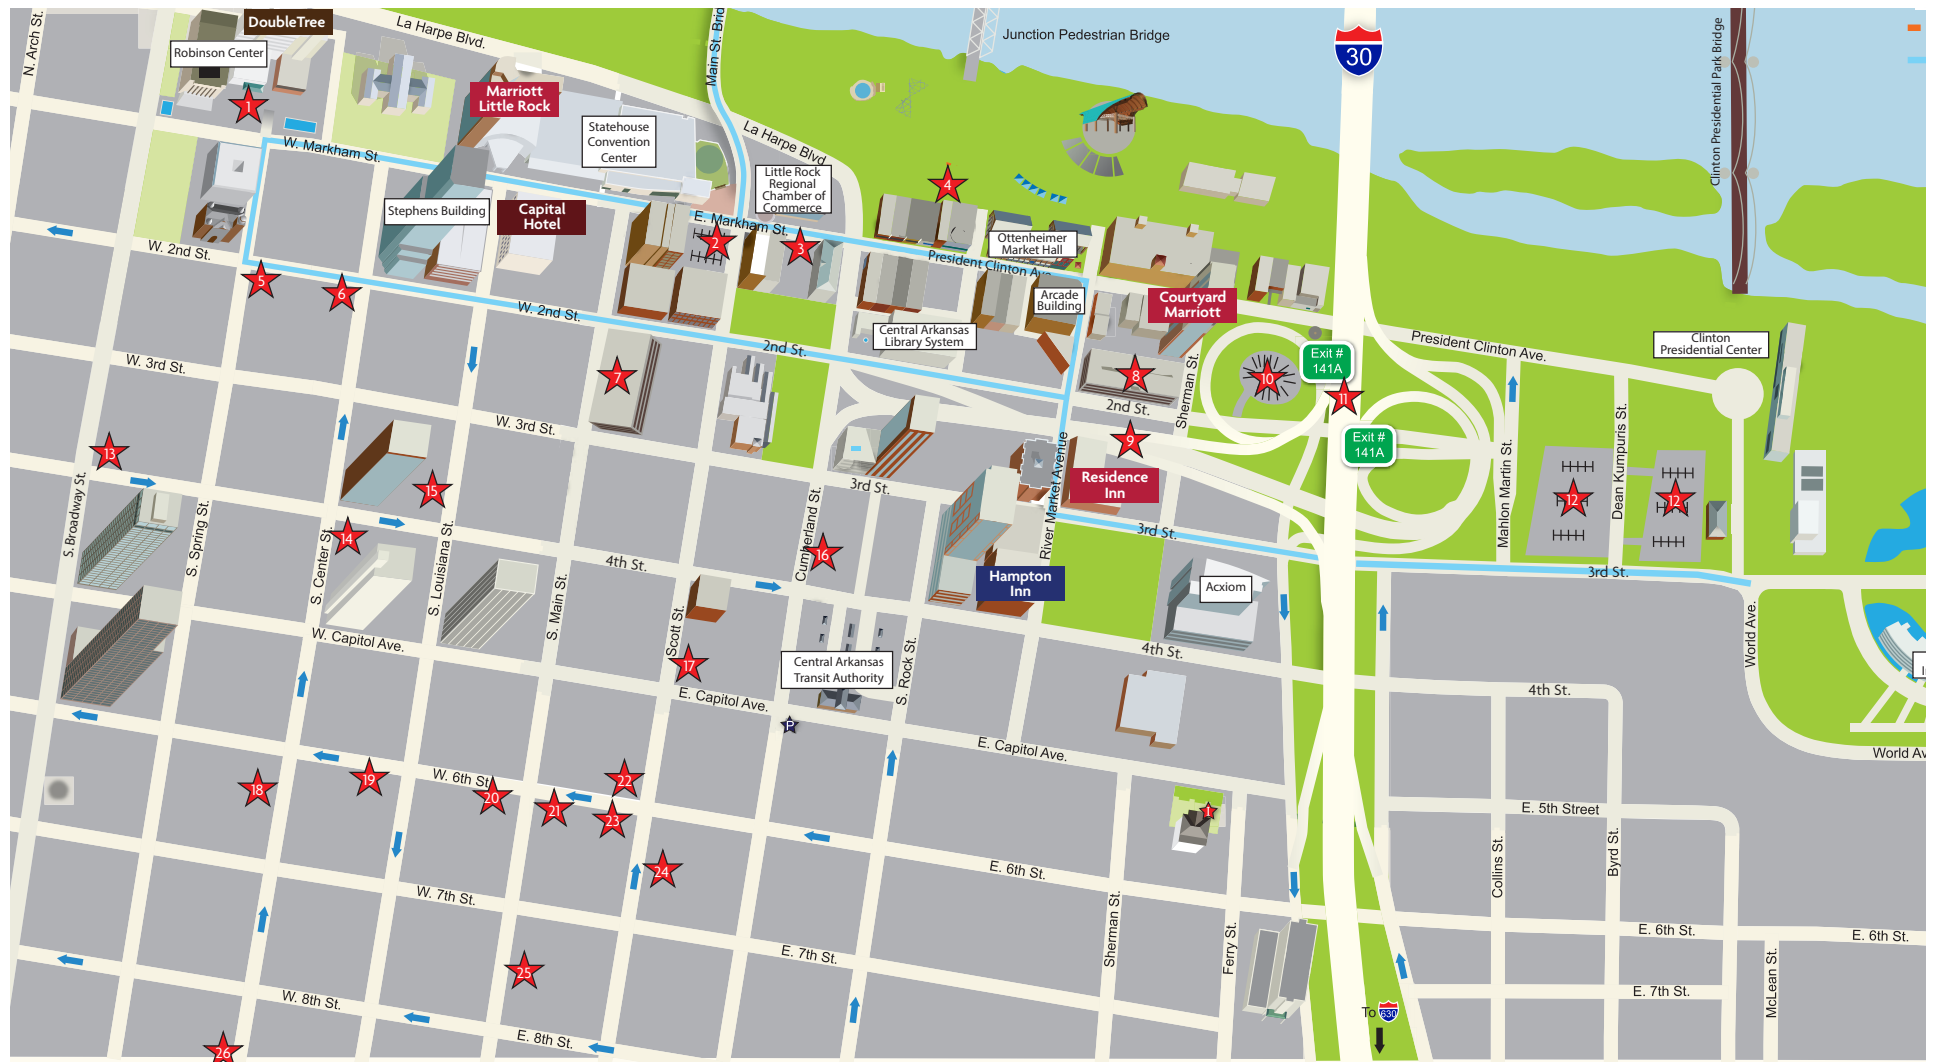 DoubleTree
Robinson Center
N. Arch St.
La Harpe Blvd.
Main St. Brid
Junction Pedestrian Bridge
30
Clinton Presidential Park Bridge
1
Marriott
Little Rock
Statehouse
Convention
Center
La Harpe Blvd
W. Markham St.
Little Rock
Regional
Chamber of
Commerce
4
Stephens Building
Capital
Hotel
E. Markham St.
2
3
Ottenheimer
Market Hall
President Clinton Ave.
W. 2nd St.
5
6
W. 2nd St.
Arcade
Building
Courtyard
Marriott
Central Arkansas
Library System
2nd St.
Exit #
141A
President Clinton Ave.
Clinton
Presidential Center
W. 3rd St.
7
8
10
11
2nd St.
Sherman St.
9
Exit #
141A
W. 3rd St.
13
15
14
3rd St.
Residence
Inn
River Market Avenue
3rd St.
Mahlon Martin St.
Dean Kumpuris St.
12
12
S. Broadway St.
S. Spring St.
S. Center St.
S. Louisiana St.
S. Main St.
4th St.
Cumberland St.
16
Hampton
Inn
Acxiom
3rd St.
Scott St.
W. Capitol Ave.
17
Central Arkansas
Transit Authority
S. Rock St.
4th St.
World Ave.
4th St.
E. Capitol Ave.
P
E. Capitol Ave.
World Av
18
19
W. 6th St.
20
21
22
23
24
1
E. 5th Street
Collins St.
Byrd St.
E. 6th St.
W. 7th St.
Sherman St.
Ferry St.
E. 6th St.
E. 6th St.
25
E. 7th St.
McLean St.
E. 7th St.
W. 8th St.
E. 8th St.
To 630
26